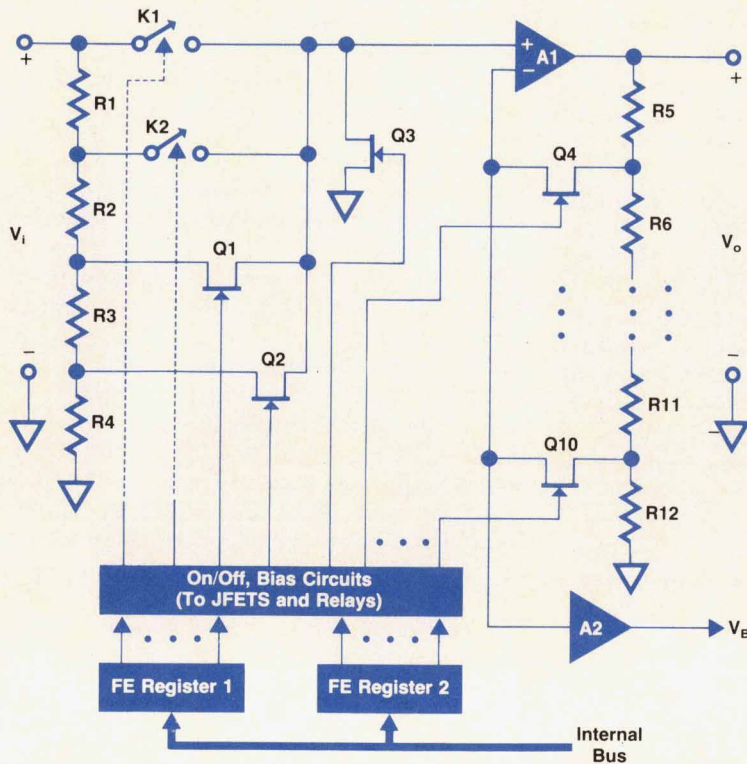 K1
+
R1
K2
R2
Vi
Q1
R3
Q2
−
R4
Q3
+
−
A1
+
R5
Q4
R6
Vo
−
R11
Q10
R12
On/Off, Bias Circuits
(To JFETS and Relays)
A2
VB
FE Register 1
FE Register 2
Internal
Bus